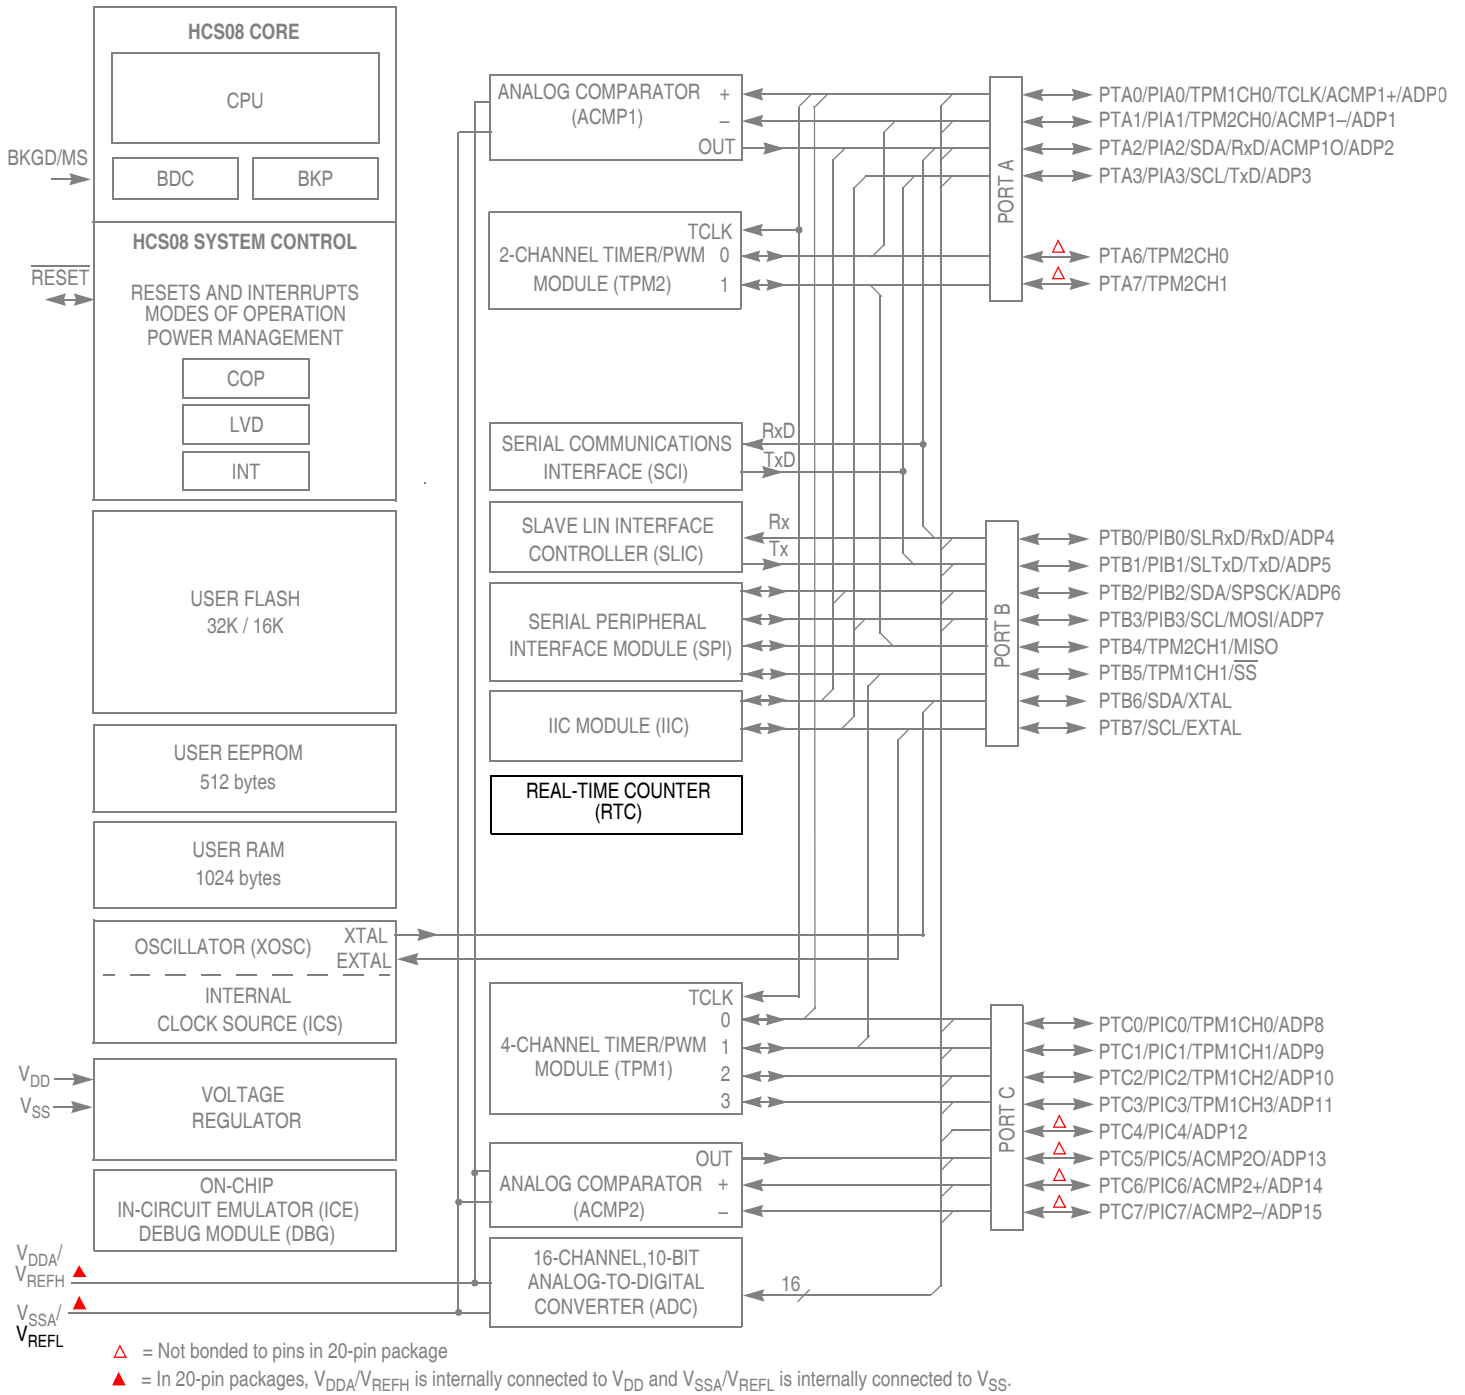 HCS08 CORE
CPU
BDC
BKP
BKGD/MS
HCS08 SYSTEM CONTROL
RESET
RESETS AND INTERRUPTS
MODES OF OPERATION
POWER MANAGEMENT
COP
LVD
INT
USER FLASH
32K / 16K
USER EEPROM
512 bytes
USER RAM
1024 bytes
OSCILLATOR (XOSC)
XTAL
EXTAL
INTERNAL
CLOCK SOURCE (ICS)
VDD
VSS
VOLTAGE
REGULATOR
ON-CHIP
IN-CIRCUIT EMULATOR (ICE)
DEBUG MODULE (DBG)
VDDA/
VREFH
VSSA/
VREFL
ANALOG COMPARATOR
(ACMP1)
+
–
OUT
TCLK
2-CHANNEL TIMER/PWM
MODULE (TPM2)
0
1
SERIAL COMMUNICATIONS
INTERFACE (SCI)
RxD
TxD
SLAVE LIN INTERFACE
CONTROLLER (SLIC)
Rx
Tx
SERIAL PERIPHERAL
INTERFACE MODULE (SPI)
IIC MODULE (IIC)
REAL-TIME COUNTER
(RTC)
TCLK
0
4-CHANNEL TIMER/PWM
MODULE (TPM1)
1
2
3
OUT
ANALOG COMPARATOR
(ACMP2)
+
–
16-CHANNEL,10-BIT
ANALOG-TO-DIGITAL
CONVERTER (ADC)
16
PORT A
PTA0/PIA0/TPM1CH0/TCLK/ACMP1+/ADP0
PTA1/PIA1/TPM2CH0/ACMP1–/ADP1
PTA2/PIA2/SDA/RxD/ACMP1O/ADP2
PTA3/PIA3/SCL/TxD/ADP3
PTA6/TPM2CH0
PTA7/TPM2CH1
PORT B
PTB0/PIB0/SLRxD/RxD/ADP4
PTB1/PIB1/SLTxD/TxD/ADP5
PTB2/PIB2/SDA/SPSCK/ADP6
PTB3/PIB3/SCL/MOSI/ADP7
PTB4/TPM2CH1/MISO
PTB5/TPM1CH1/SS
PTB6/SDA/XTAL
PTB7/SCL/EXTAL
PORT C
PTC0/PIC0/TPM1CH0/ADP8
PTC1/PIC1/TPM1CH1/ADP9
PTC2/PIC2/TPM1CH2/ADP10
PTC3/PIC3/TPM1CH3/ADP11
PTC4/PIC4/ADP12
PTC5/PIC5/ACMP2O/ADP13
PTC6/PIC6/ACMP2+/ADP14
PTC7/PIC7/ACMP2–/ADP15
△ = Not bonded to pins in 20-pin package
▲ = In 20-pin packages, VDDA/VREFH is internally connected to VDD and VSSA/VREFL is internally connected to VSS.